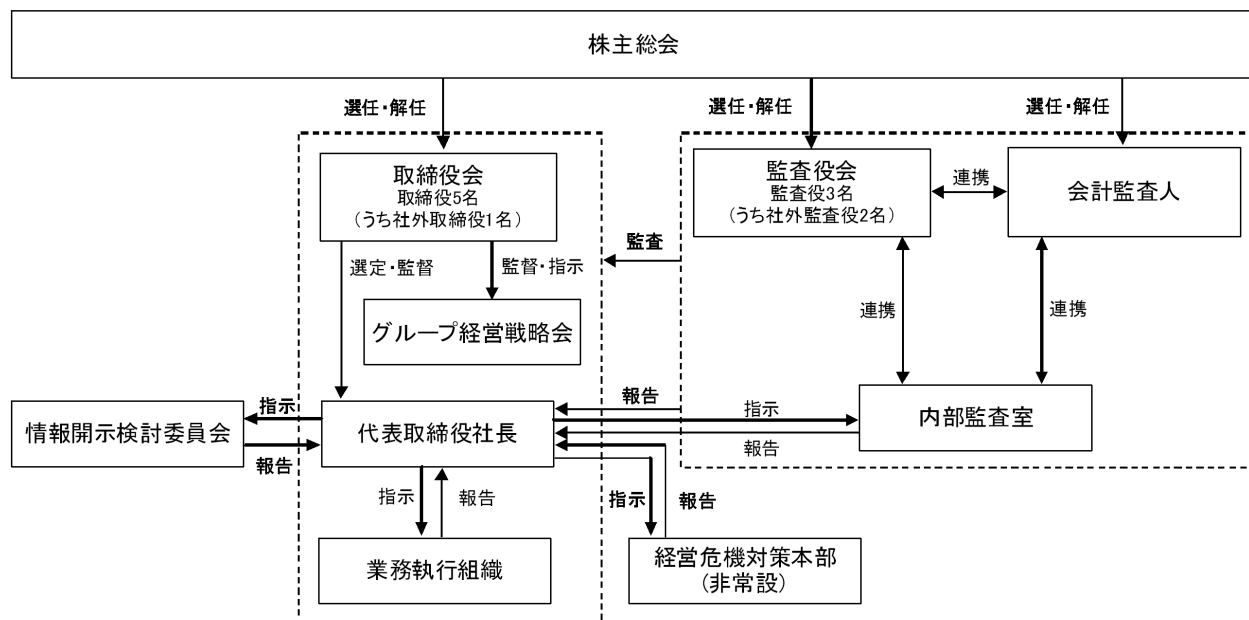 株主総会
選任・解任
選任・解任
選任・解任
取締役会
取締役5名
（うち社外取締役1名）
監査役会
監査役3名
（うち社外監査役2名）
連携
会計監査人
監査
選定・監督
監督・指示
グループ経営戦略会
連携
連携
情報開示検討委員会
指示
報告
代表取締役社長
報告
指示
報告
内部監査室
指示
報告
指示
報告
業務執行組織
経営危機対策本部
（非常設）